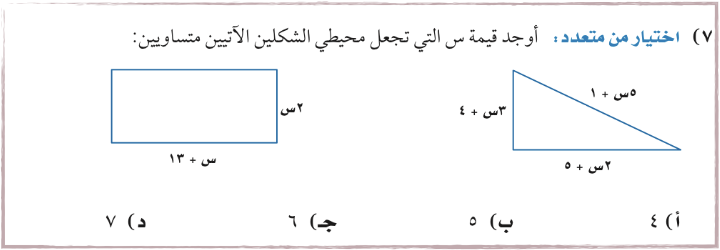 ٧) اختيار من متعدد: أوجد قيمة س التي تجعل محيطي الشكلين الآتيين متساويين:
٥س + ١
٣س + ٤
٢س + ٥
٢س
س + ١٣
أ) ٤ ب) ٥ جـ) ٦ د) ٧